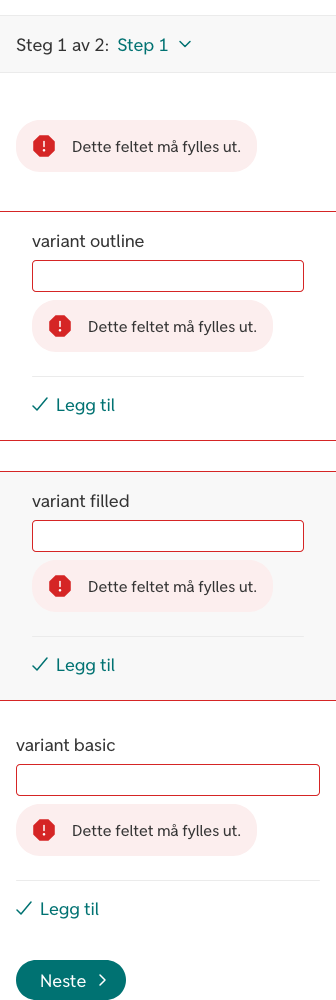 Steg 1 av 2: Step 1
Dette feltet må fylles ut.
variant outline
Dette feltet må fylles ut.
Legg til
variant filled
Dette feltet må fylles ut.
Legg til
variant basic
Dette feltet må fylles ut.
Legg til
Neste